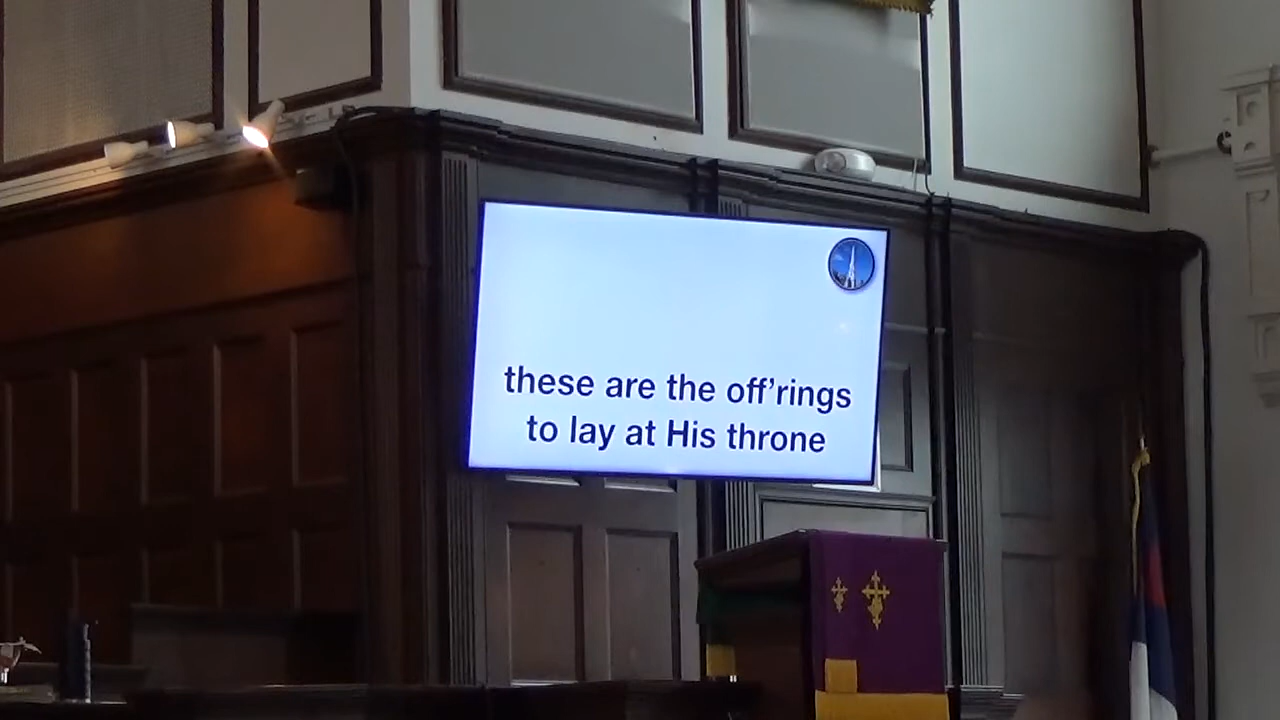 these are the off’rings
to lay at His throne